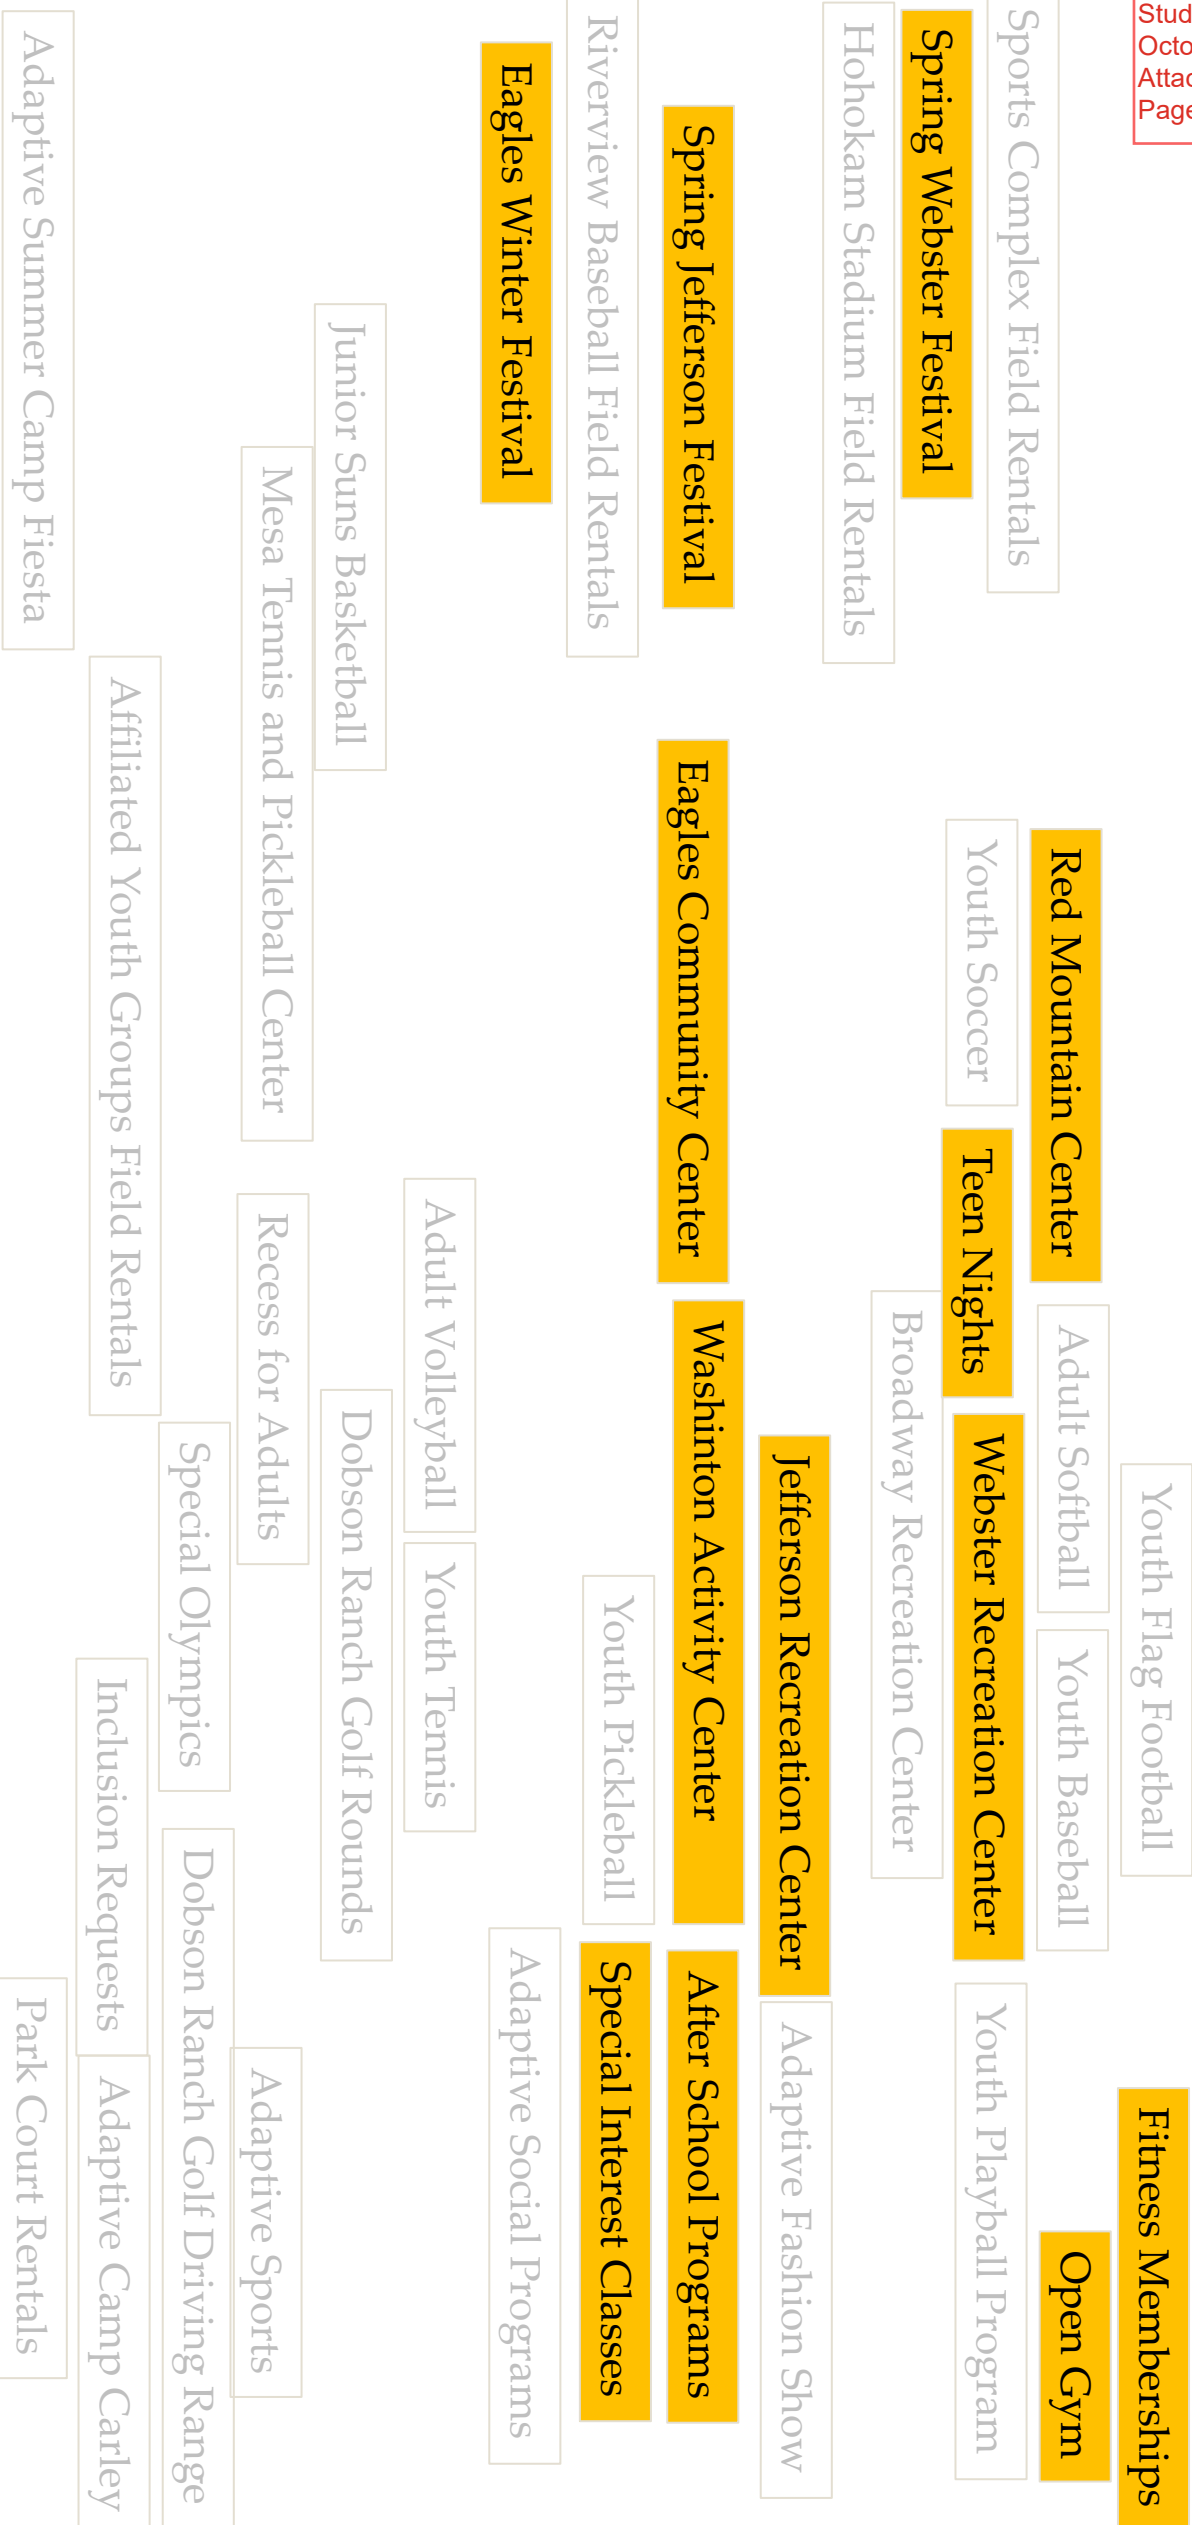 Stud
Octo
Attac
Page
Fitness Memberships
Youth Flag Football
Red Mountain Center
Adult Softball
Youth Baseball
Open Gym
Sports Complex Field Rentals
Youth Soccer
Teen Nights
Webster Recreation Center
Youth Playball Program
Spring Webster Festival
Broadway Recreation Center
Hohokam Stadium Field Rentals
Jefferson Recreation Center
Adaptive Fashion Show
Spring Jefferson Festival
Eagles Community Center
Washinton Activity Center
After School Programs
Riverview Baseball Field Rentals
Youth Pickleball
Special Interest Classes
Eagles Winter Festival
Adaptive Social Programs
Adult Volleyball
Youth Tennis
Junior Suns Basketball
Dobson Ranch Golf Rounds
Mesa Tennis and Pickleball Center
Recess for Adults
Adaptive Sports
Special Olympics
Dobson Ranch Golf Driving Range
Affiliated Youth Groups Field Rentals
Inclusion Requests
Adaptive Camp Carley
Adaptive Summer Camp Fiesta
Park Court Rentals